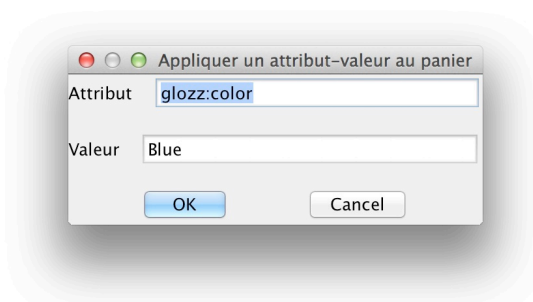 Appliquer un attribut-valeur au panier
Attribut glozz:color
Valeur Blue
OK Cancel